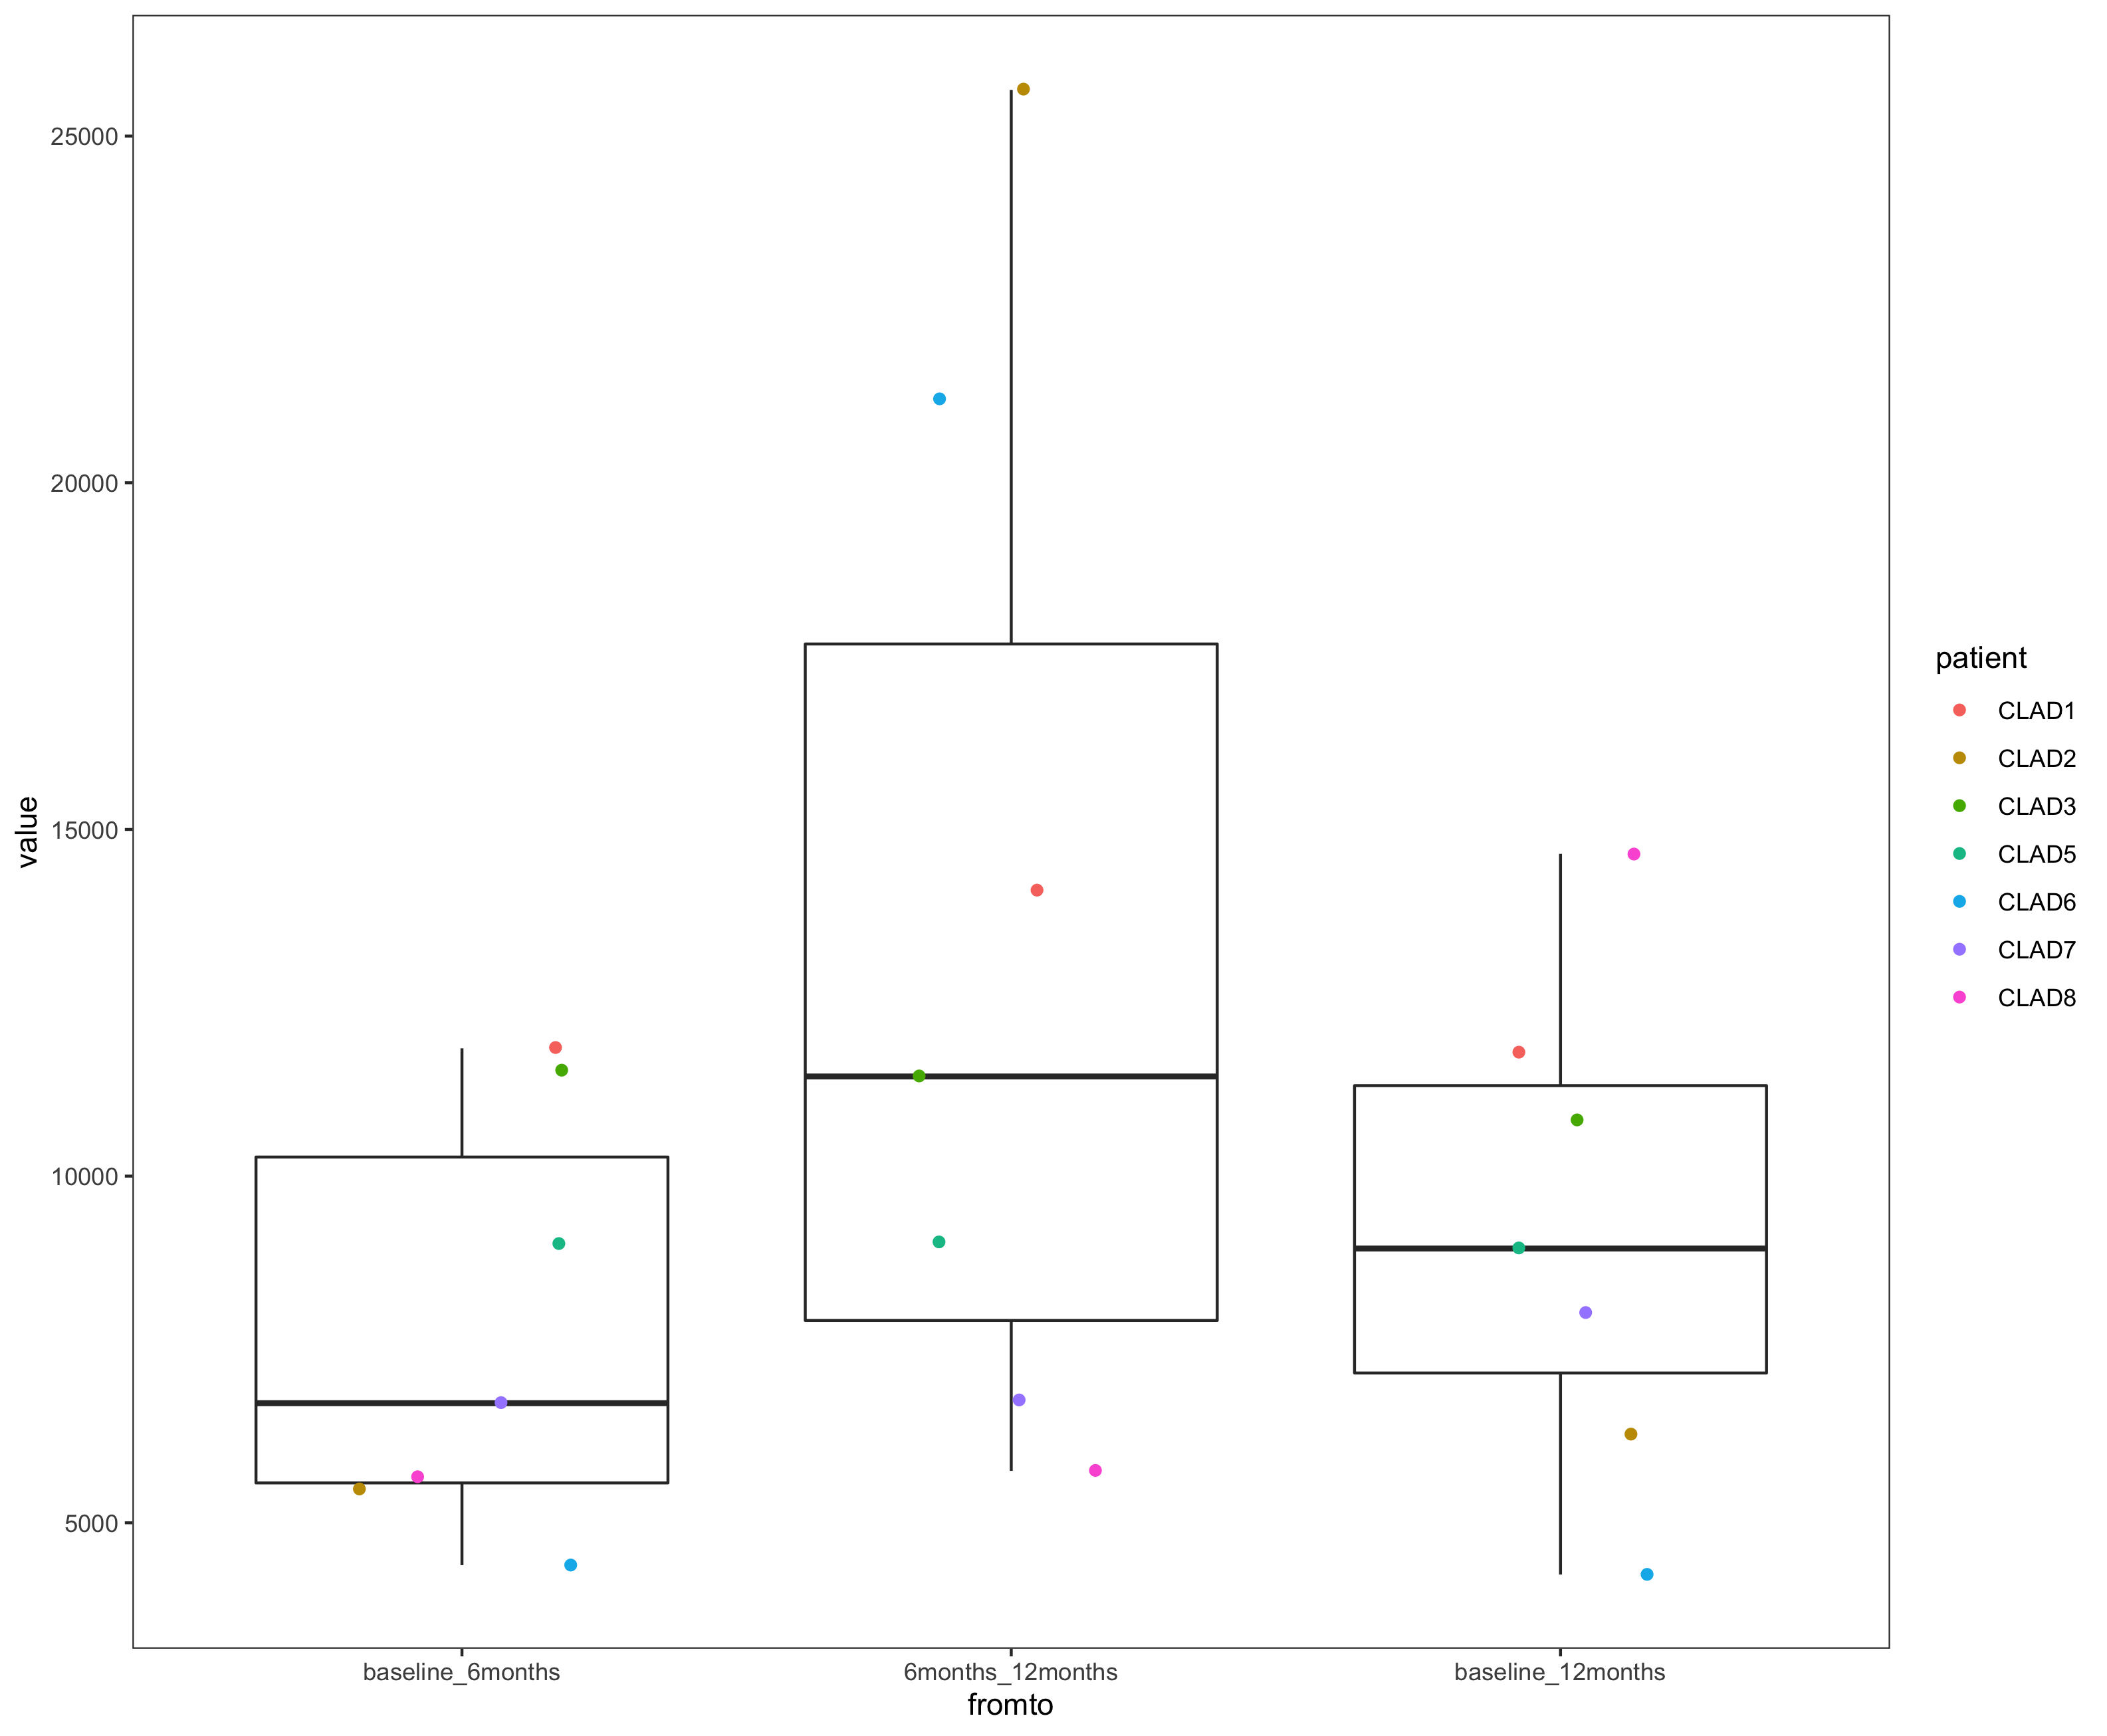 value
25000
20000
15000
10000
5000
baseline_6months
6months_12months
baseline_12months
fromto
patient
CLAD1
CLAD2
CLAD3
CLAD5
CLAD6
CLAD7
CLAD8